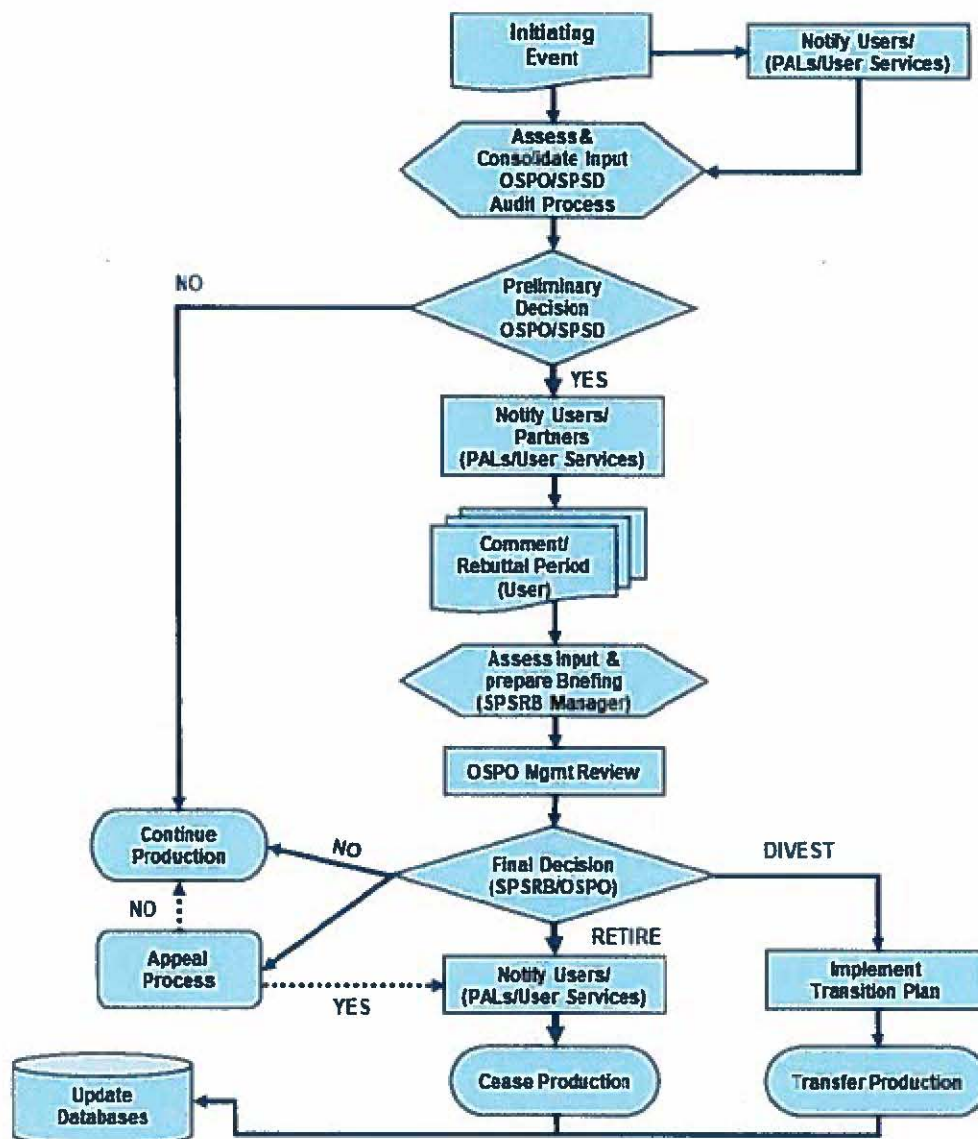 Initiating
Event
Notify Users/
(PALs/User Services)
Assess &
Consolidate Input
OSPO/SPSD
Audit Process
NO
Preliminary
Decision
OSPO/SPSD
YES
Notify Users/
Partners
(PALs/User Services)
Comment/
Rebuttal Period
(User)
Assess Input &
prepare Briefing
(SPSRB Manager)
OSPO Mgmt Review
Continue
Production
NO
Final Decision
(SPSRB/OSPO)
DIVEST
NO
RETIRE
Appeal
Process
YES
Notify Users/
(PALs/User Services)
Implement
Transition Plan
Cease Production
Transfer Production
Update
Databases